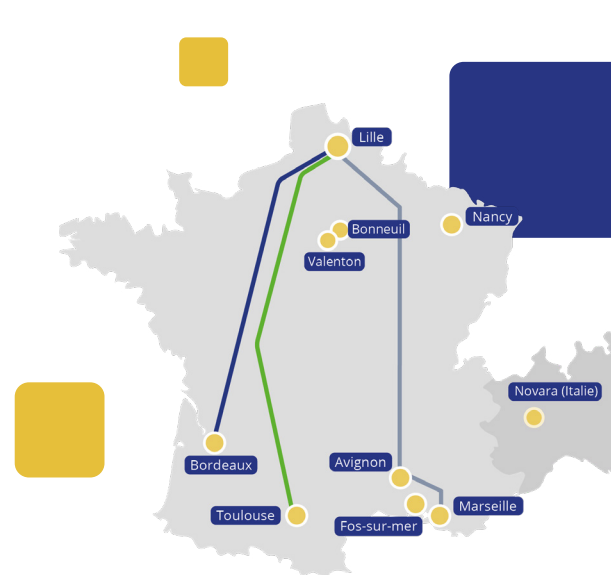 Lille
Nancy
Bonneuil
Valenton
Novara (Italie)
Avignon
Bordeaux
Marseille
Toulouse
Fos-sur-mer